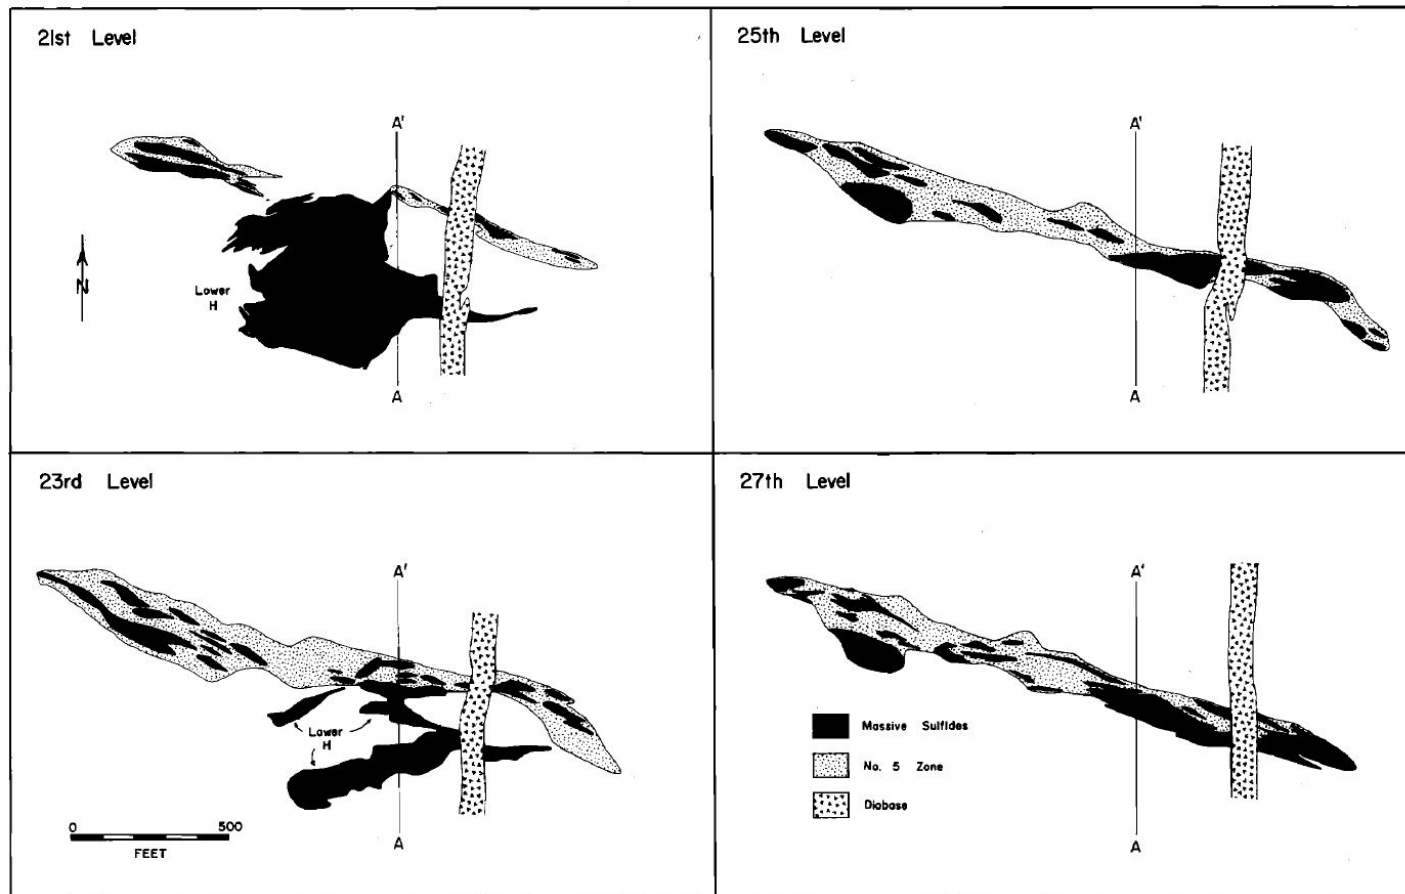 21st Level
A'
N
Lower
H
A
25th Level
A'
A
23rd Level
A'
Lower
H
A
0 500
FEET
27th Level
A'
Massive Sulfides
No. 5 Zone
Diabase
A